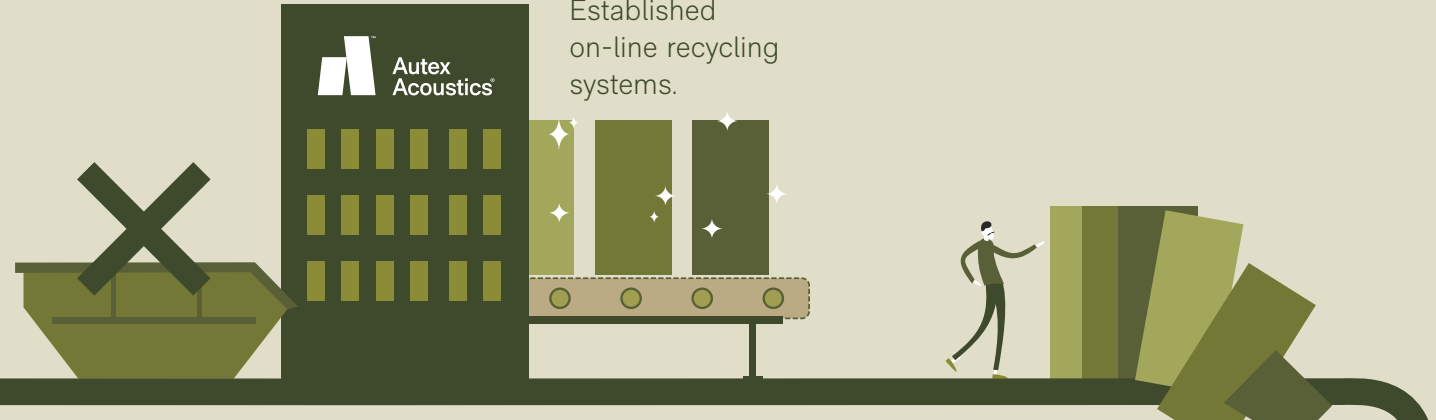 Established
on-line recycling
systems.
Autex
Acoustics®